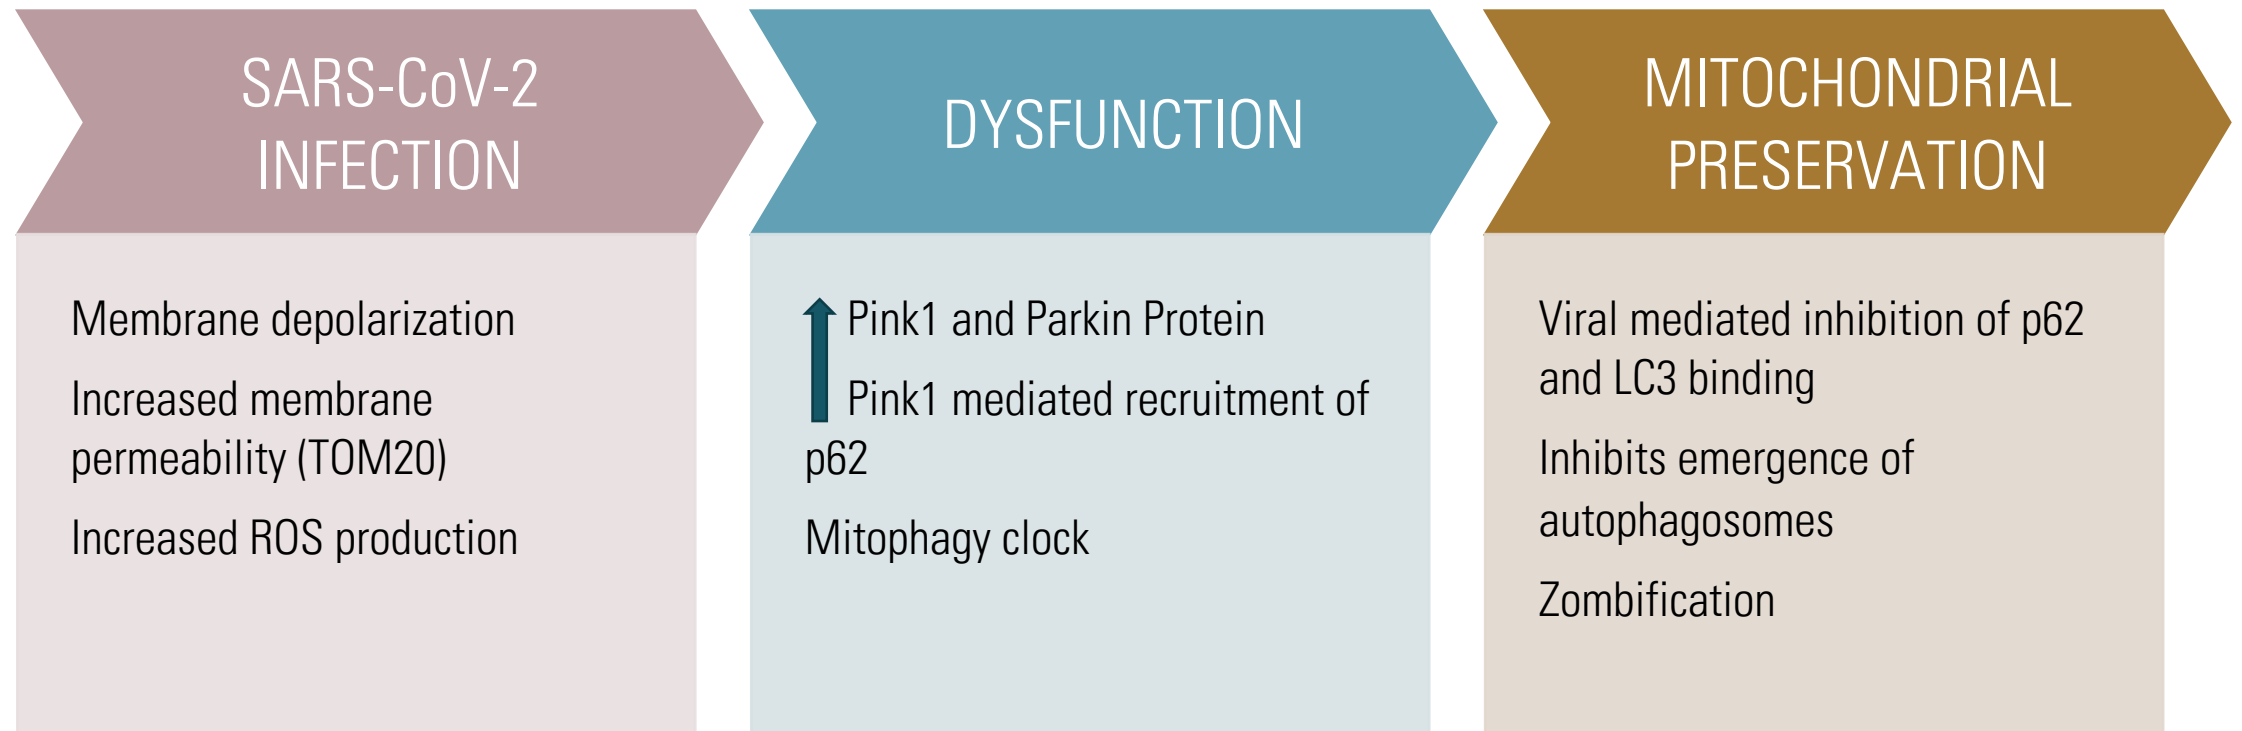 SARS-CoV-2
INFECTION
Membrane depolarization
Increased membrane
permeability (TOM20)
Increased ROS production
DYSFUNCTION
Pink1 and Parkin Protein
Pink1 mediated recruitment of
p62
Mitophagy clock
MITOCHONDRIAL
PRESERVATION
Viral mediated inhibition of p62
and LC3 binding
Inhibits emergence of
autophagosomes
Zombification